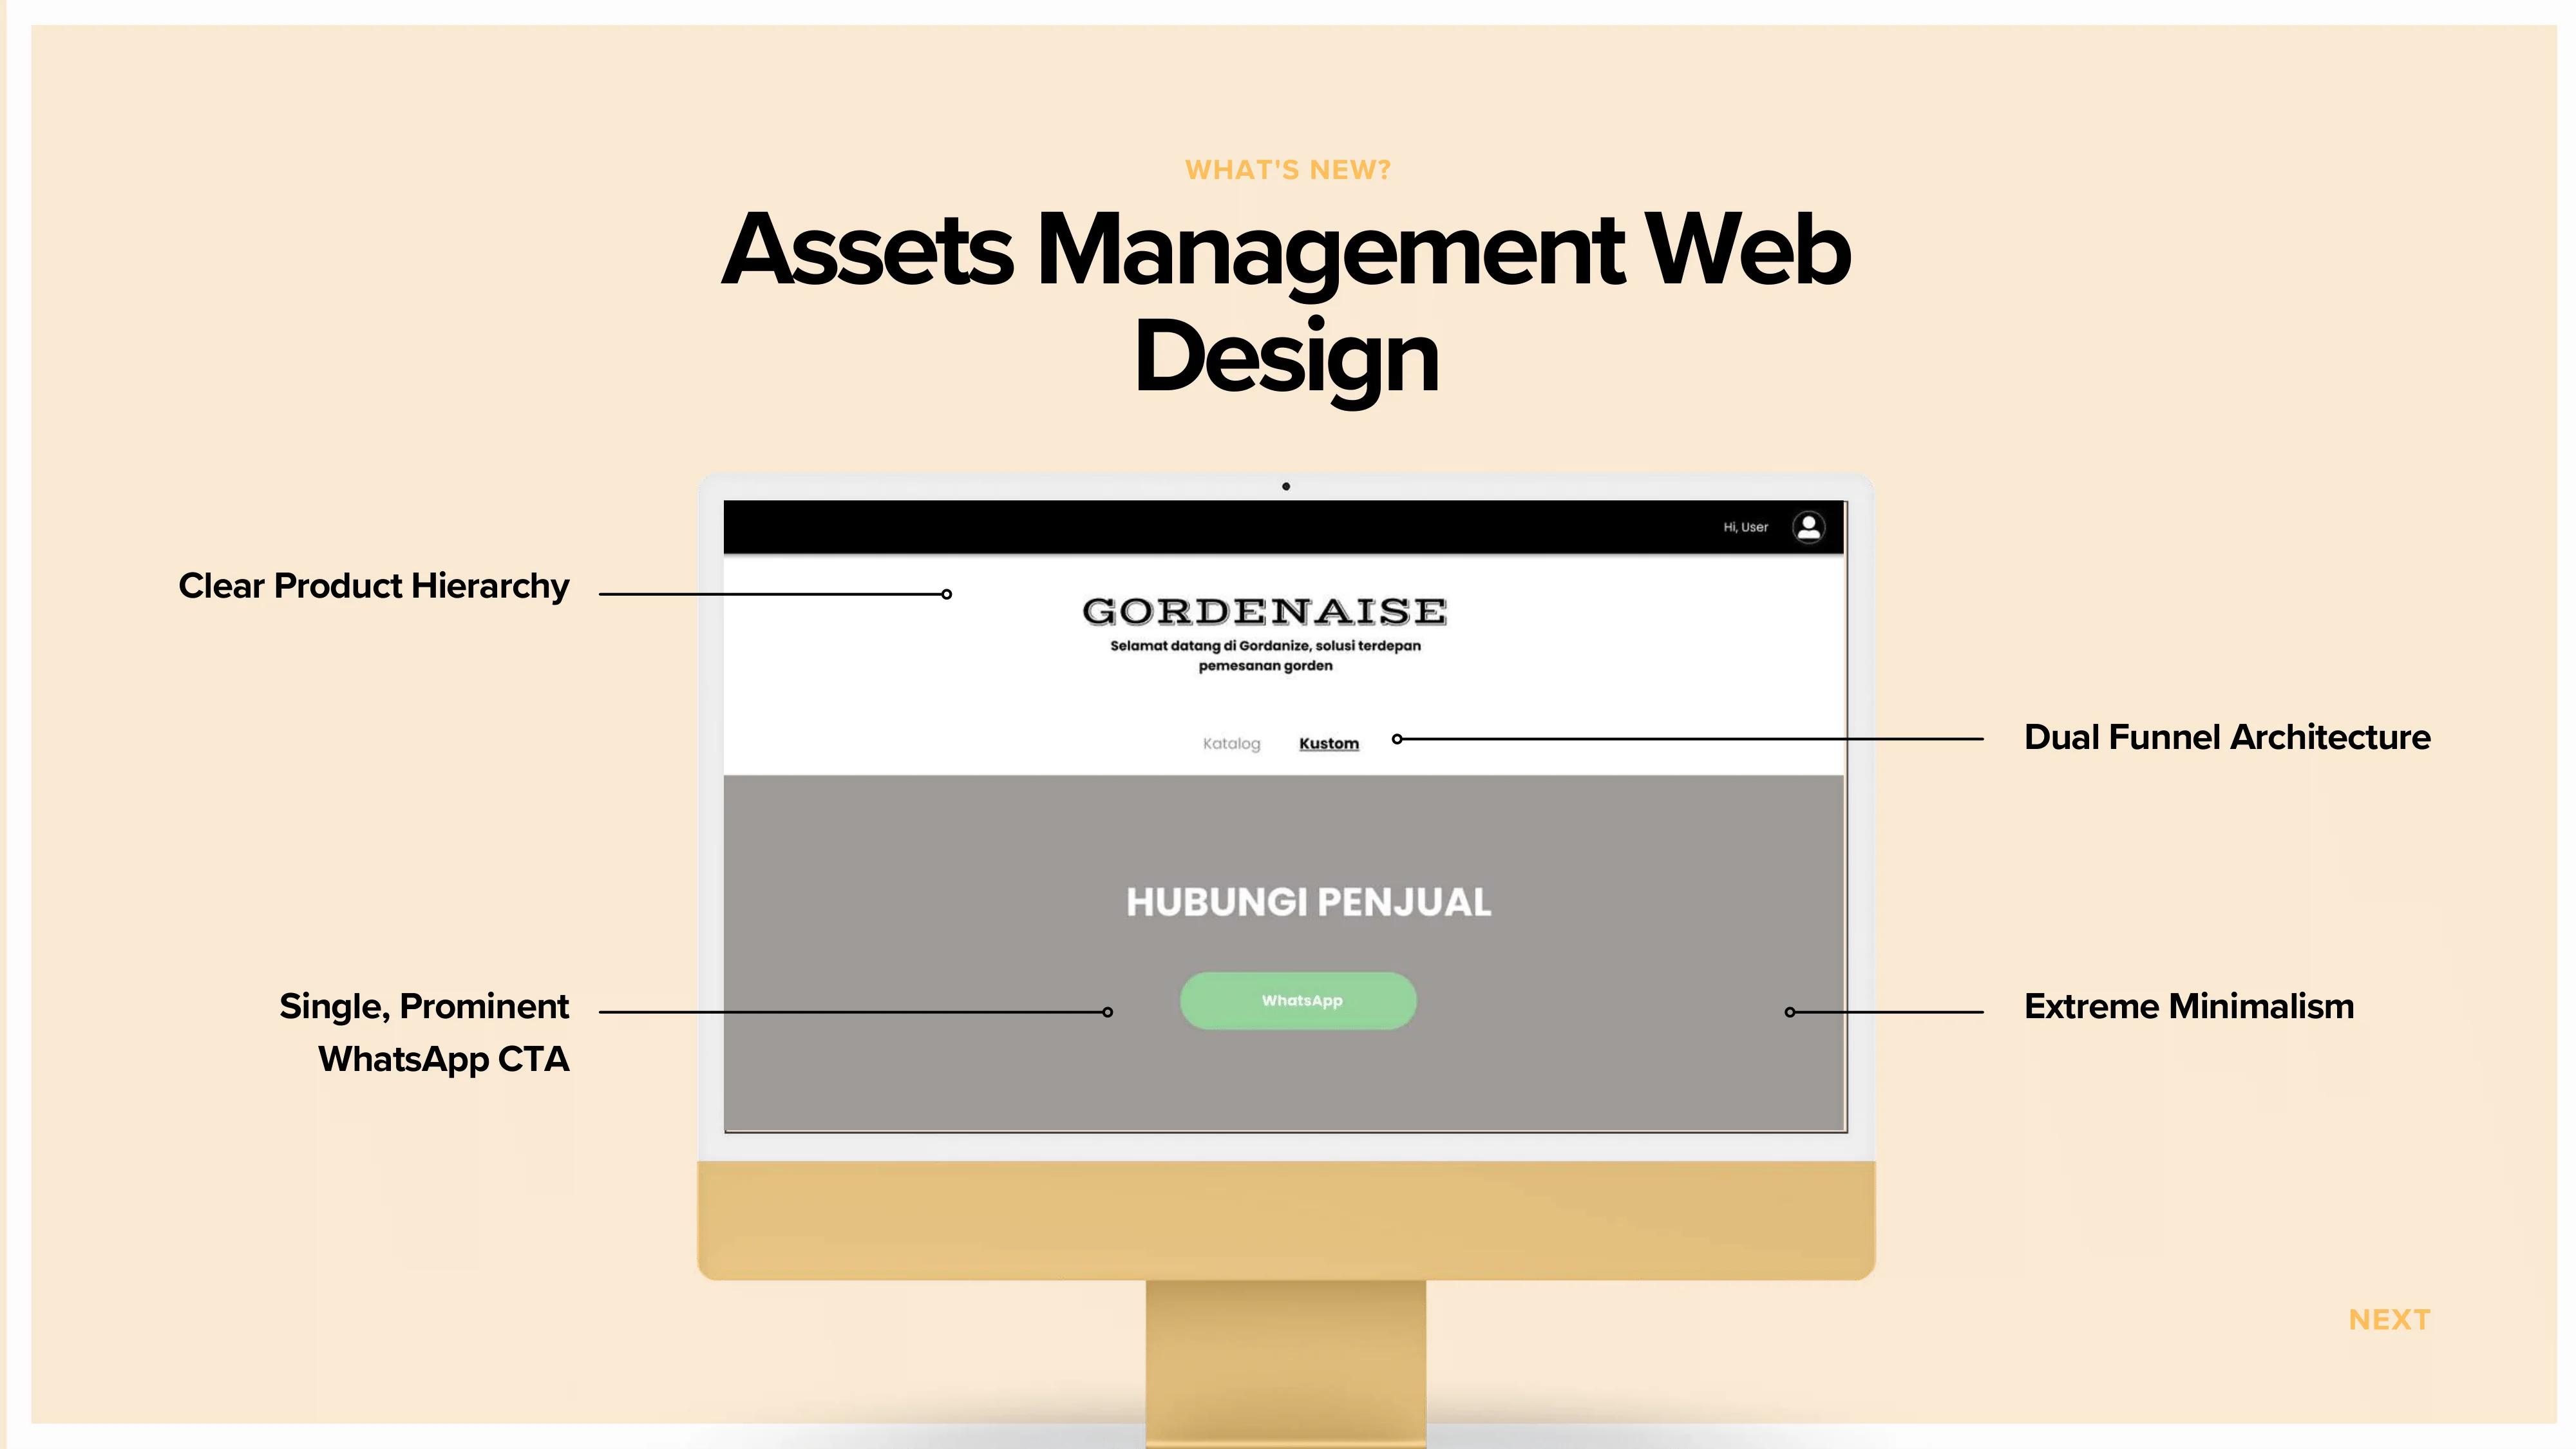 WHAT'S NEW?
Assets Management Web
Design
Hi, User
Clear Product Hierarchy
GORDENAISE
Selamat datang di Gordanize, solusi terdepan
pemesanan gorden
Katalog Kustom
Dual Funnel Architecture
HUBUNGI PENJUAL
WhatsApp
Single, Prominent
WhatsApp CTA
Extreme Minimalism
NEXT